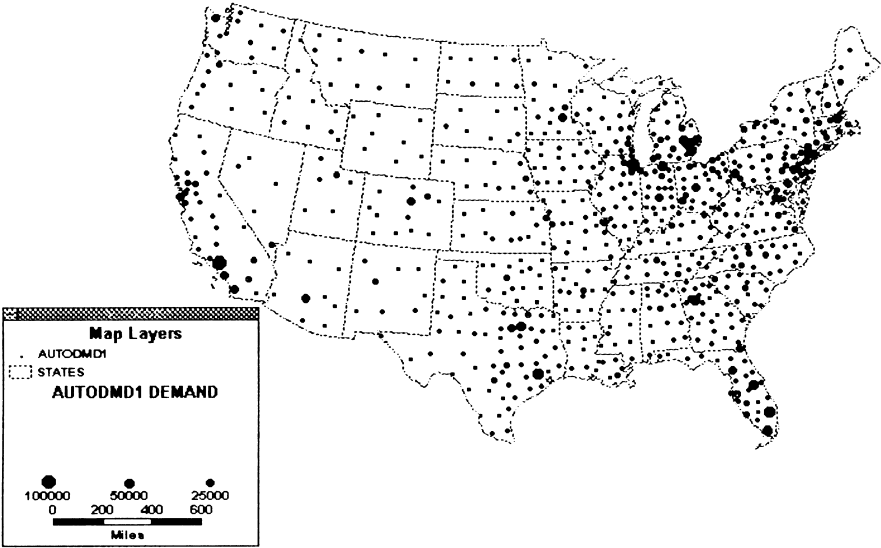 Map Layers
AUTODMD1
STATES
AUTODMD1 DEMAND
100000 50000 25000
0 200 400 600
Miles